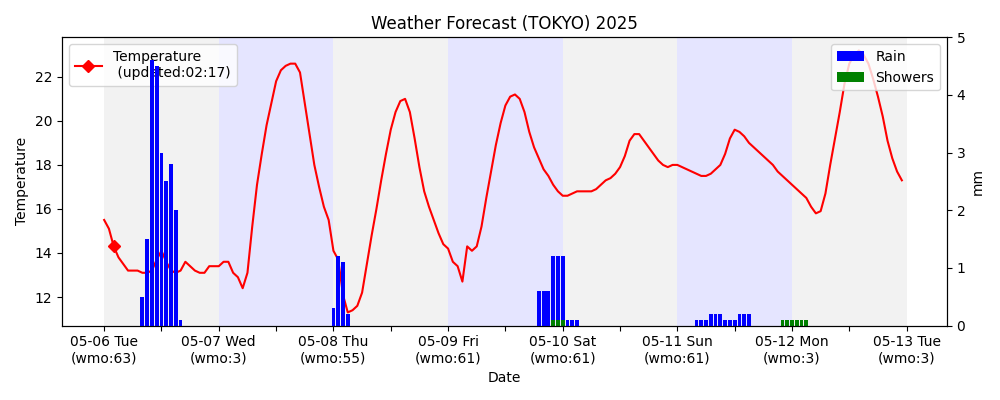 Weather Forecast (TOKYO) 2025
Temperature
(updated:02:17)
Rain
Showers
Temperature
22
20
18
16
14
12
5
4
3
2
1
0
mm
05-06 Tue
(wmo:63)
05-07 Wed
(wmo:3)
05-08 Thu
(wmo:55)
05-09 Fri
(wmo:61)
05-10 Sat
(wmo:61)
05-11 Sun
(wmo:61)
05-12 Mon
(wmo:3)
05-13 Tue
(wmo:3)
Date